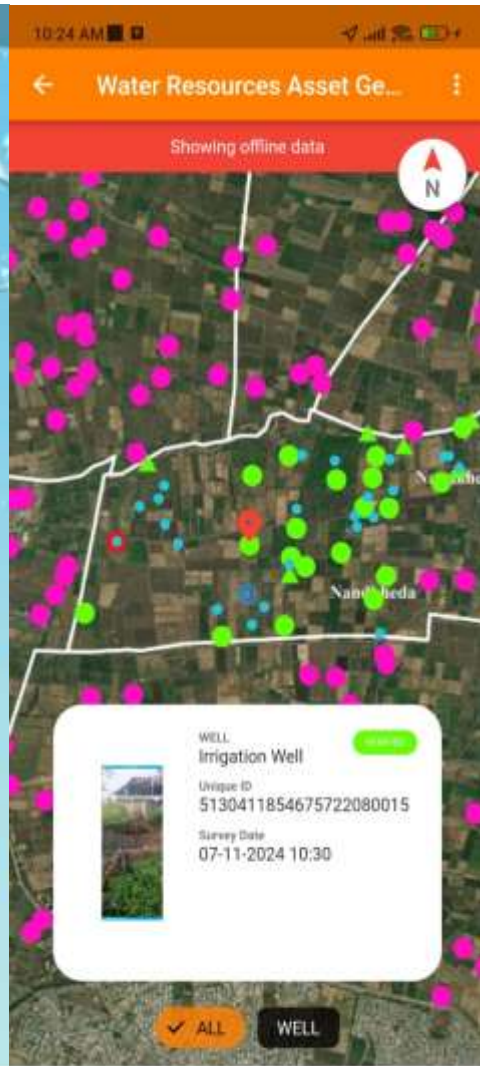 10:24 AM
Water Resources Asset Ge...
Showing offline data
N
Nandkheda
WELL
Irrigation Well
Unique ID
5130411854675722080015
Survey Date
07-11-2024 10:30
ALL
WELL